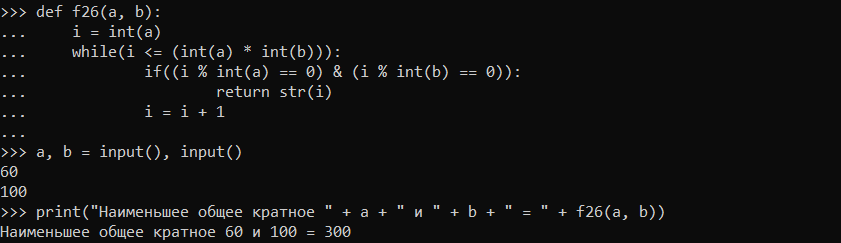 >>> def f26(a, b):
...     i = int(a)
...     while(i <= (int(a) * int(b))):
...             if((i % int(a) == 0) & (i % int(b) == 0)):
...                     return str(i)
...             i = i + 1
...
>>> a, b = input(), input()
60
100
>>> print("Наименьшее общее кратное " + a + " и " + b + " = " + f26(a, b))
Наименьшее общее кратное 60 и 100 = 300